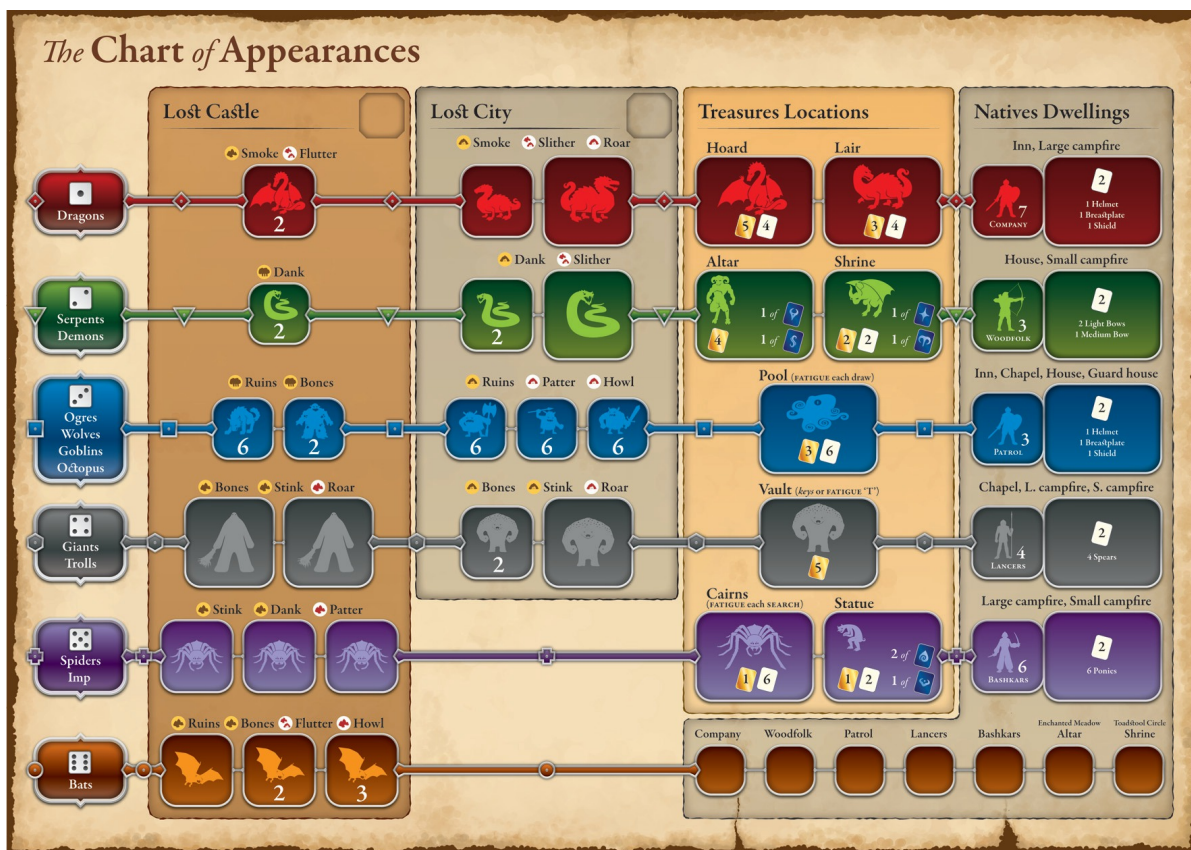 The Chart of Appearances
Lost Castle
Lost City
Treasures Locations
Natives Dwellings
Dragons
Smoke Flutter
2
Smoke Slither Roar
Hoard
5 4
Lair
3 4
Inn, Large campfire
7
Company
2
1 Helmet
1 Breastplate
1 Shield
Serpents
Demons
Dank
2
Dank Slither
2
Altar
4
1 of
1 of
Shrine
2 2
1 of
1 of
House, Small campfire
3
Woodfolk
2
2 Light Bows
1 Medium Bow
Ogres
Wolves
Goblins
Octopus
Ruins Bones
6 2
Ruins Patter Howl
6 6 6
Pool (FATIGUE each draw)
3 6
Inn, Chapel, House, Guard house
3
Patrol
2
1 Helmet
1 Breastplate
1 Shield
Giants
Trolls
Bones Stink Roar
Bones Stink Roar
2
Vault (keys or FATIGUE 'T')
5
Chapel, L. campfire, S. campfire
4
Lancers
2
4 Spears
Spiders
Imp
Stink Dank Patter
Cairns
(FATIGUE each SEARCH)
1 6
Statue
2 of
1 of
1 2
Large campfire, Small campfire
6
Bashkars
2
6 Ponies
Bats
Ruins Bones Flutter Howl
2 3
Company
Woodfolk
Patrol
Lancers
Bashkars
Enchanted Meadow
Altar
Toadstool Circle
Shrine